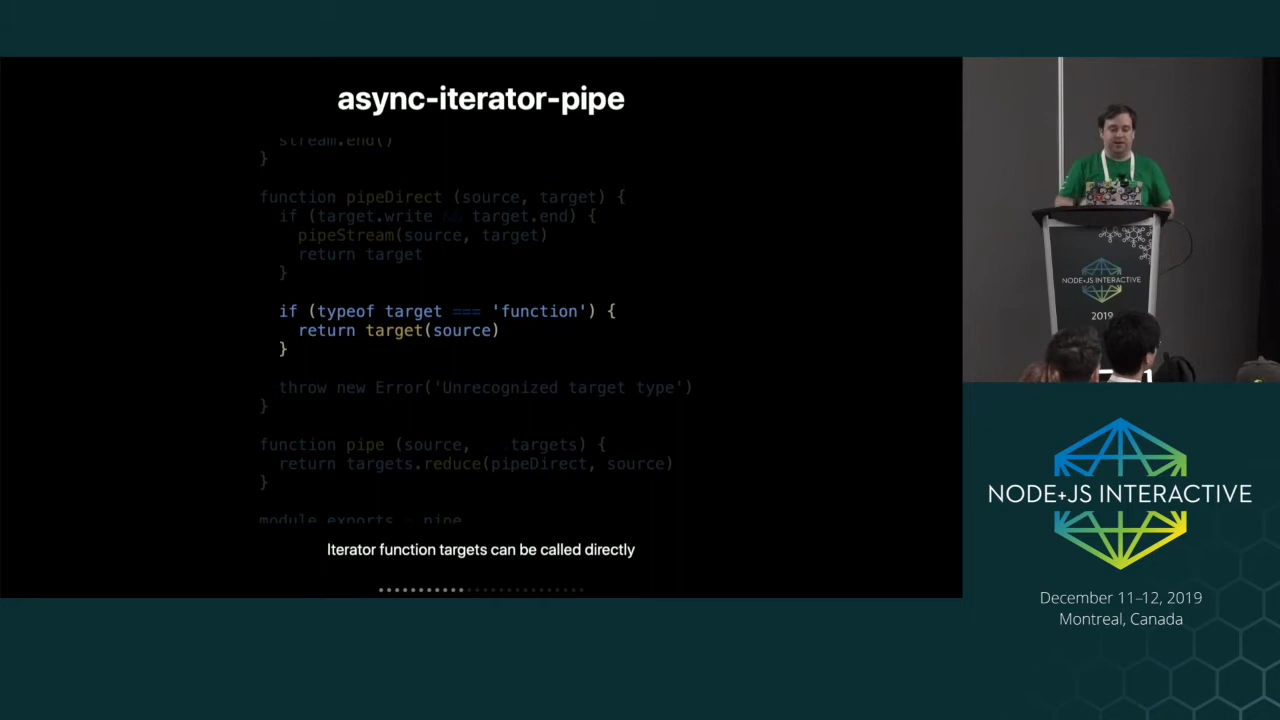 async-iterator-pipe
stream.end()
}
function pipeDirect (source, target) {
if (target.write && target.end) {
pipeStream(source, target)
return target
}
if (typeof target === 'function') {
return target(source)
}
throw new Error('Unrecognized target type')
}
function pipe (source, targets) {
return targets.reduce(pipeDirect, source)
}
module exports pipe
Iterator function targets can be called directly
NODE+JS INTERACTIVE
2019
NODE+JS INTERACTIVE
December 11–12, 2019
Montreal, Canada